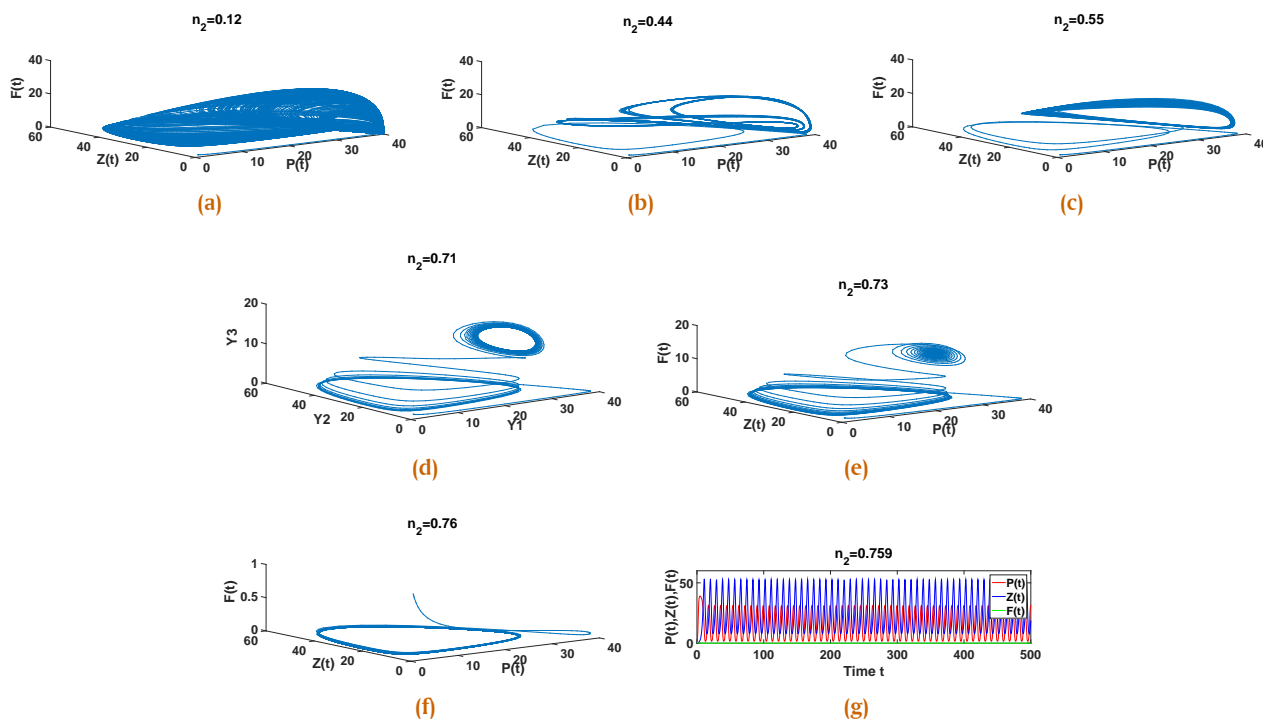 n2=0.12
F(t)
40
20
0
60
40
20
0
Z(t)
0
10
20
30
40
P(t)
(a)
n2=0.44
F(t)
40
20
0
60
40
20
0
Z(t)
0
10
20
30
40
P(t)
(b)
n2=0.55
F(t)
40
20
0
60
40
20
0
Z(t)
0
10
20
30
40
P(t)
(c)
n2=0.71
Y3
20
10
0
60
40
20
0
Y2
0
10
20
30
40
Y1
(d)
n2=0.73
F(t)
20
10
0
60
40
20
0
Z(t)
0
10
20
30
40
P(t)
(e)
n2=0.76
F(t)
1
0.5
0
60
40
20
0
Z(t)
0
10
20
30
40
P(t)
(f)
n2=0.759
P(t),Z(t),F(t)
50
0
P(t)
Z(t)
F(t)
0
100
200
300
400
500
Time t
(g)